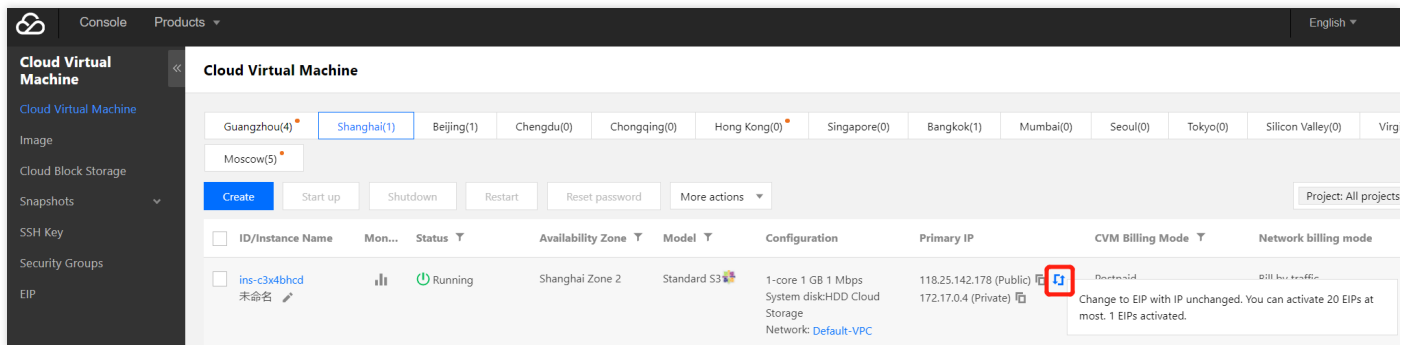 Console Products English
Cloud Virtual Machine
Cloud Virtual Machine
Image
Cloud Block Storage
Snapshots
SSH Key
Security Groups
EIP
Cloud Virtual Machine
Guangzhou(4) Shanghai(1) Beijing(1) Chengdu(0) Chongqing(0) Hong Kong(0) Singapore(0) Bangkok(1) Mumbai(0) Seoul(0) Tokyo(0) Silicon Valley(0) Virg
Moscow(5)
Create Start up Shutdown Restart Reset password More actions Project: All projects
ID/Instance Name Mon... Status Availability Zone Model Configuration Primary IP CVM Billing Mode Network billing mode
ins-c3x4bhcd Running Shanghai Zone 2 Standard S3 1-core 1 GB 1 Mbps 118.25.142.178 (Public) Postpaid Bill by traffic
未命名 System disk:HDD Cloud 172.17.0.4 (Private)
Storage
Network: Default-VPC
Change to EIP with IP unchanged. You can activate 20 EIPs at
most. 1 EIPs activated.